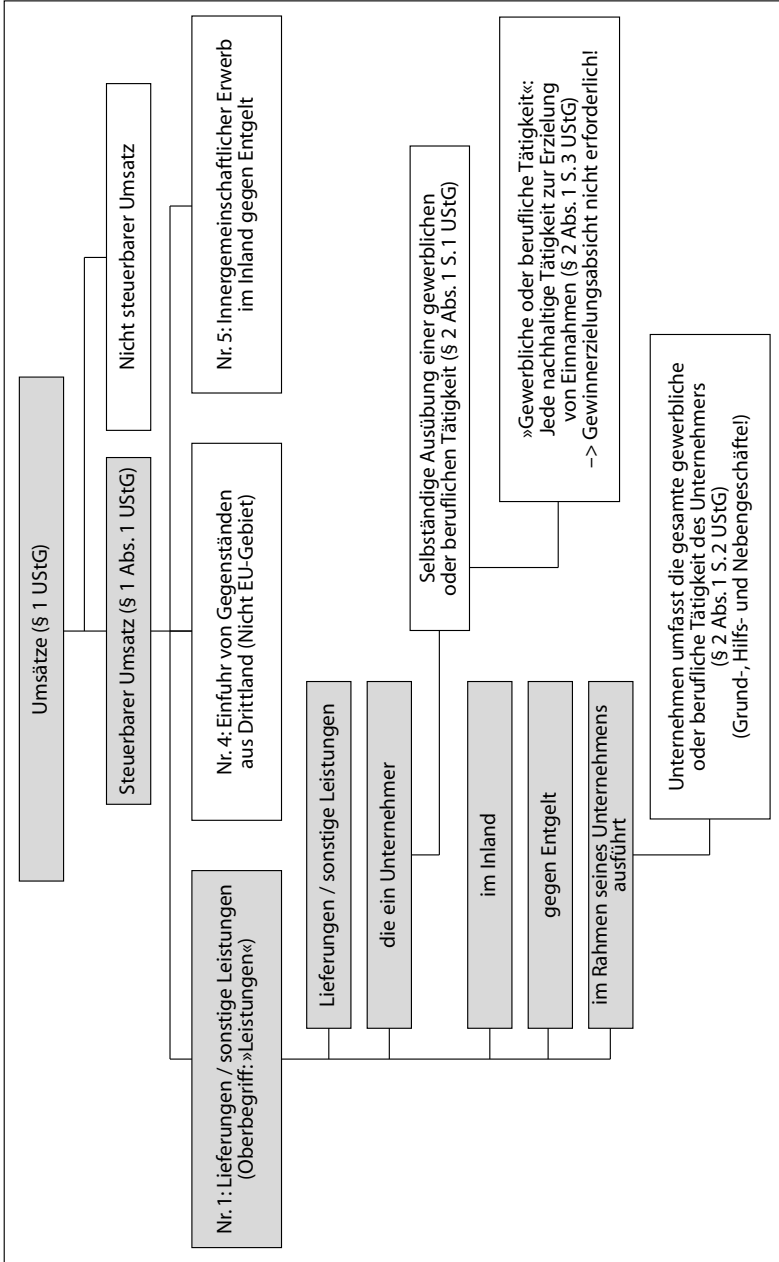 Umsätze (§ 1 UStG)
Steuerbarer Umsatz (§ 1 Abs. 1 UStG)
Nicht steuerbarer Umsatz
Nr. 1: Lieferungen / sonstige Leistungen
(Oberbegriff: »Leistungen«)
Nr. 4: Einfuhr von Gegenständen
aus Drittland (Nicht EU-Gebiet)
Nr. 5: Innergemeinschaftlicher Erwerb
im Inland gegen Entgelt
Lieferungen / sonstige Leistungen
die ein Unternehmer
Selbständige Ausübung einer gewerblichen
oder beruflichen Tätigkeit (§ 2 Abs. 1 S. 1 UStG)
»Gewerbliche oder berufliche Tätigkeit«:
Jede nachhaltige Tätigkeit zur Erzielung
von Einnahmen (§ 2 Abs. 1 S. 3 UStG)
–> Gewinnerzielungsabsicht nicht erforderlich!
im Inland
gegen Entgelt
im Rahmen seines Unternehmens
ausführt
Unternehmen umfasst die gesamte gewerbliche
oder berufliche Tätigkeit des Unternehmers
(§ 2 Abs. 1 S. 2 UStG)
(Grund-, Hilfs- und Nebengeschäfte!)